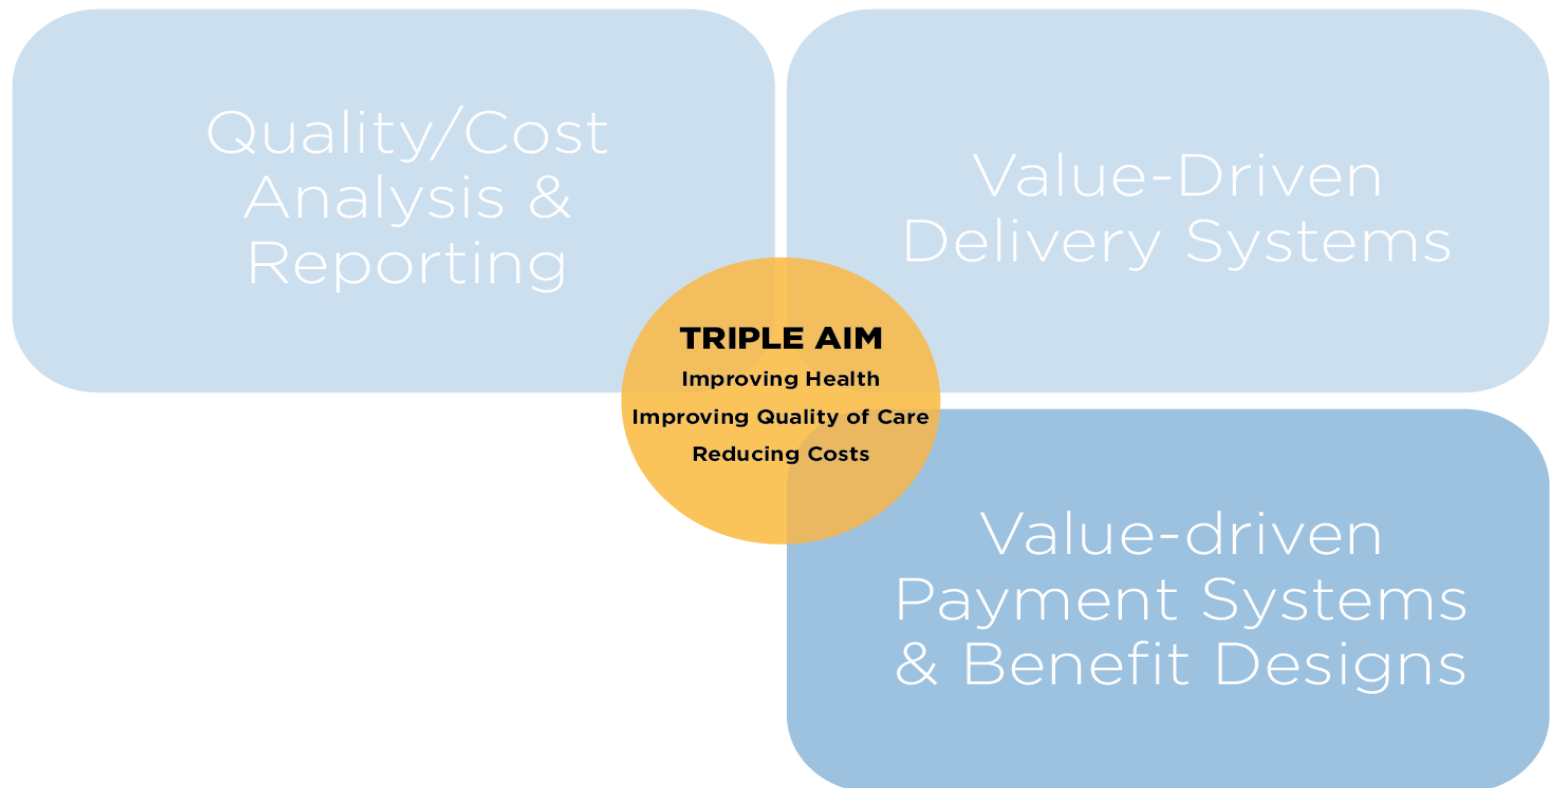 Quality/Cost
Analysis &
Reporting
Value-Driven
Delivery Systems
TRIPLE AIM
Improving Health
Improving Quality of Care
Reducing Costs
Value-driven
Payment Systems
& Benefit Designs